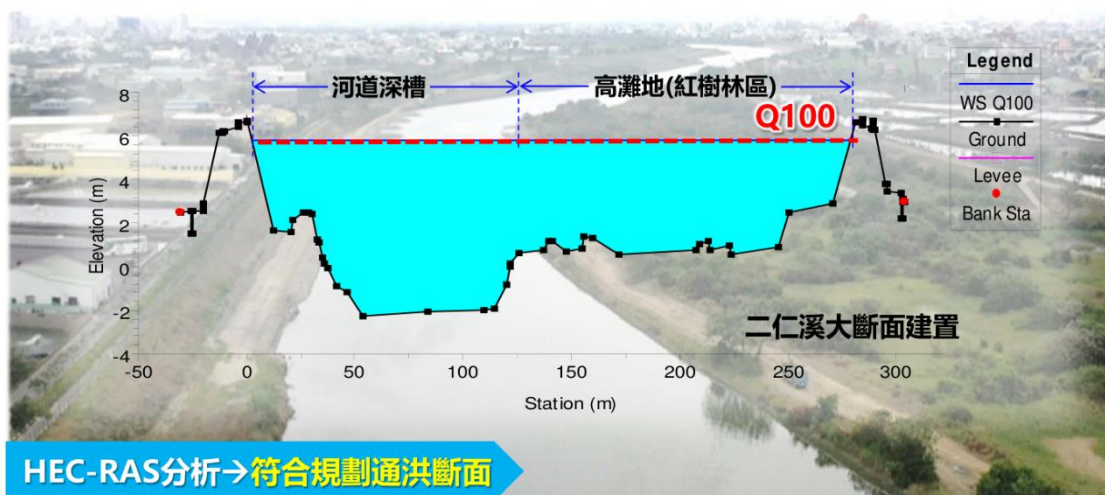 河道深槽
高灘地(紅樹林區)
Q100
Legend
WS Q100
Ground
Levee
Bank Sta
Elevation (m)
8
6
4
2
0
-2
-4
-50
0
50
100
150
200
250
300
Station (m)
二仁溪大斷面建置
HEC-RAS分析→符合規劃通洪斷面